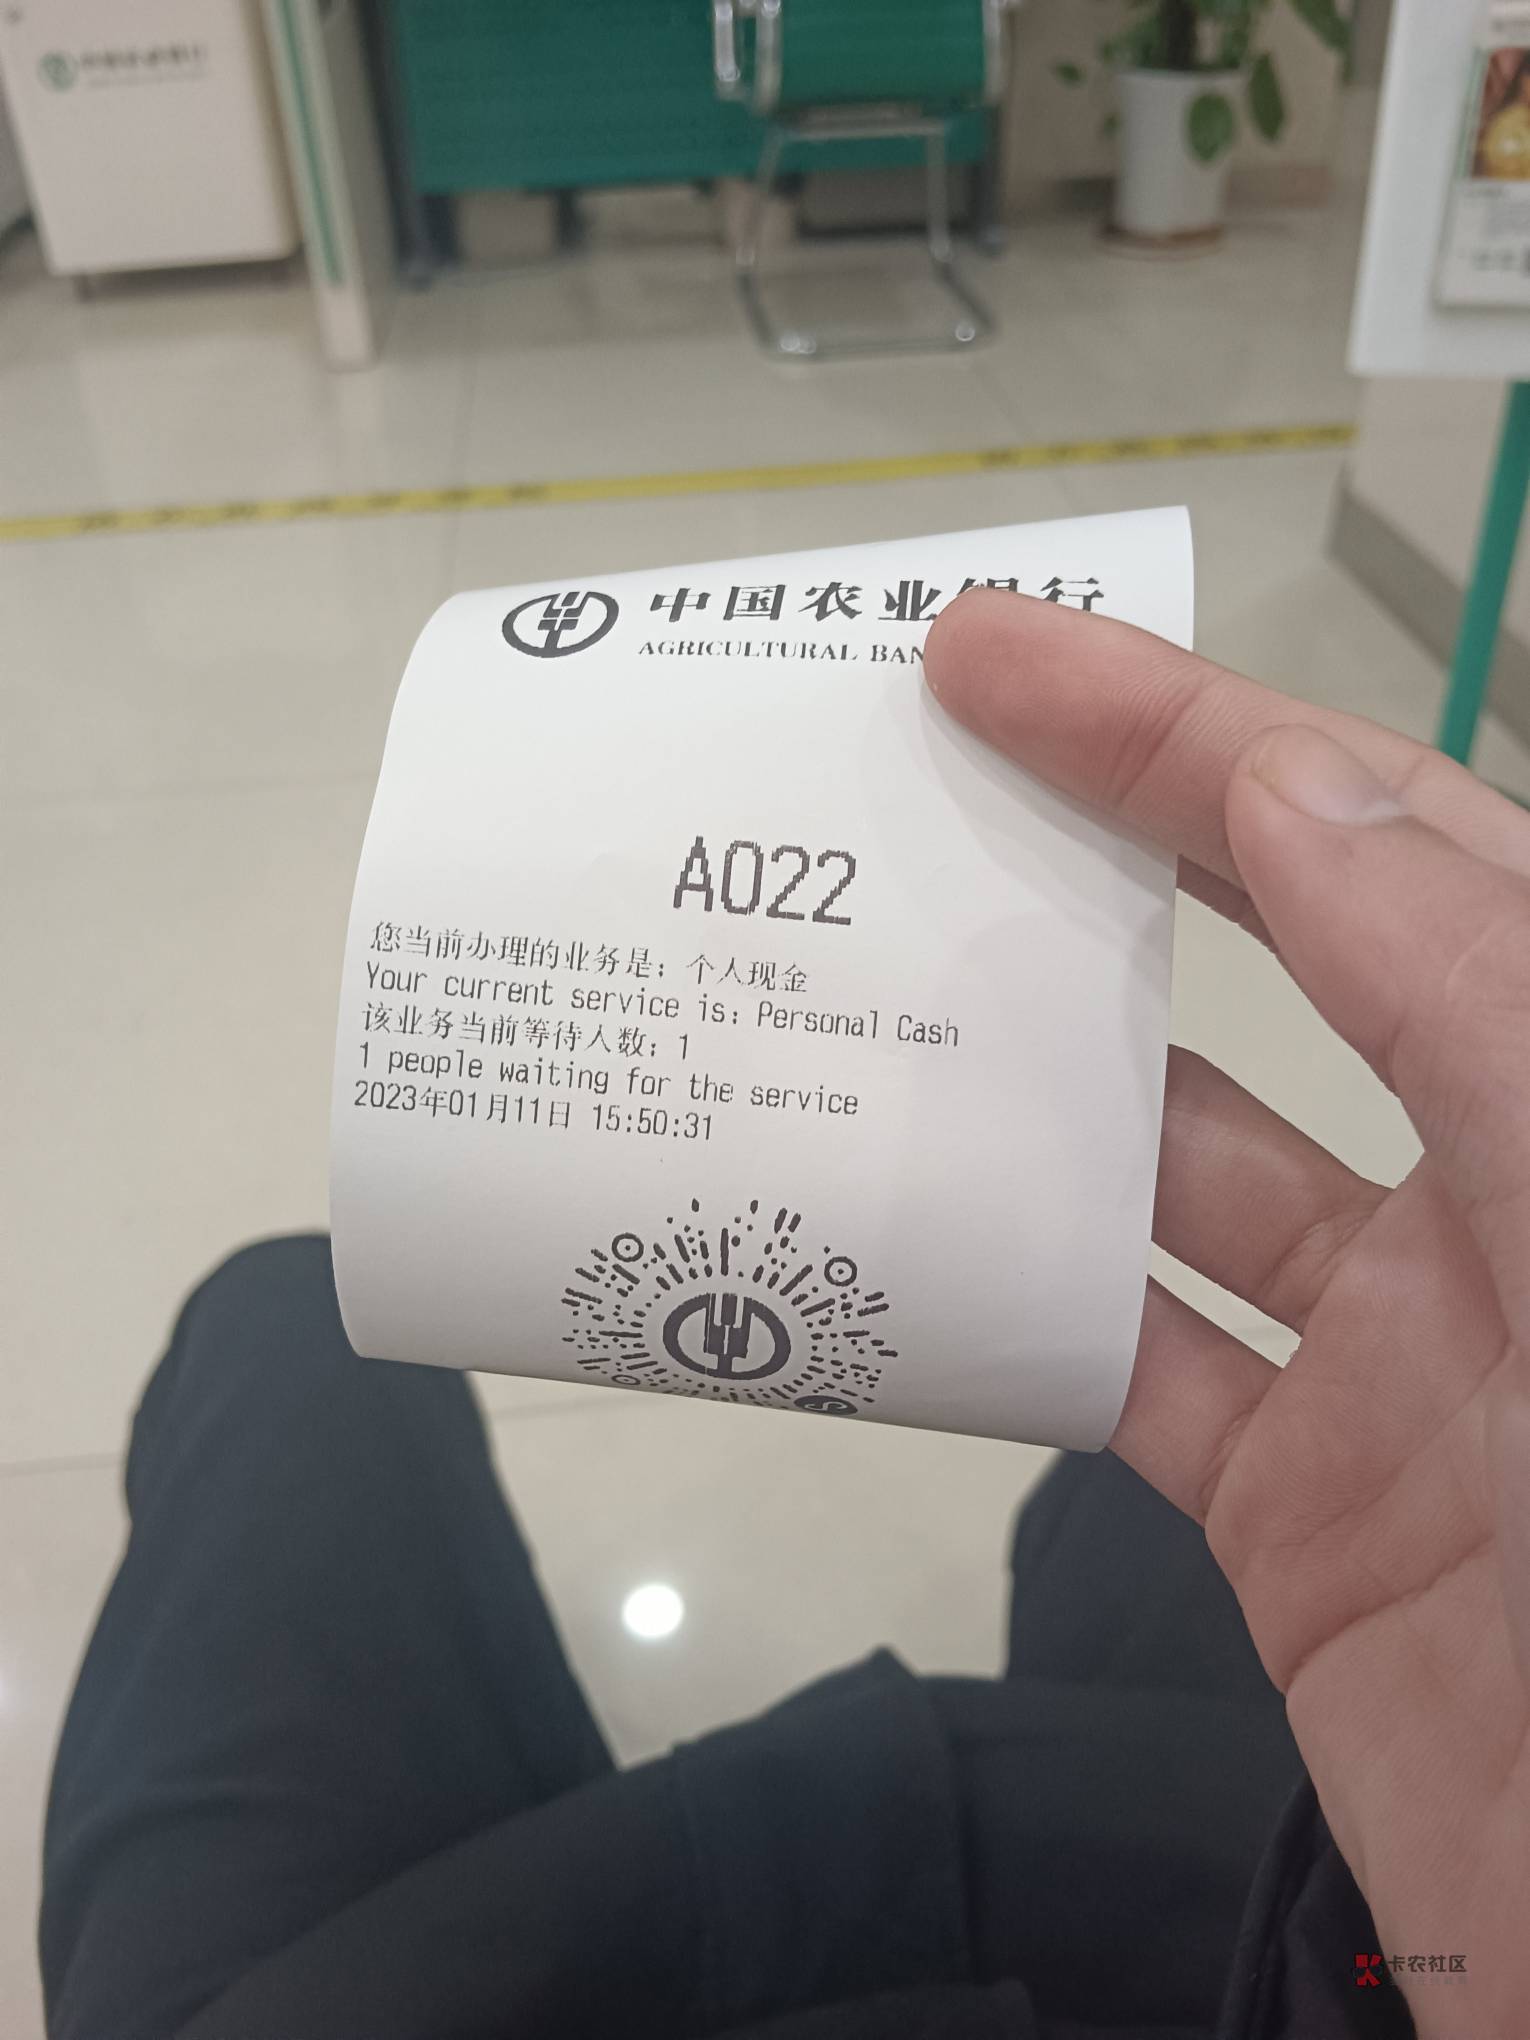 中国农业银行
AGRICULTURAL BAN
A022
您当前办理的业务是：个人现金
Your current service is: Personal Cash
该业务当前等待人数：1
1 people waiting for the service
2023年01月11日 15:50:31
卡农社区